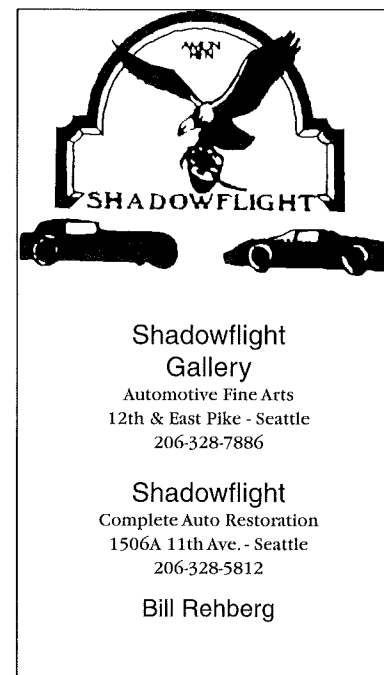 SHADOWFLIGHT
Shadowflight
Gallery
Automotive Fine Arts
12th & East Pike - Seattle
206-328-7886
Shadowflight
Complete Auto Restoration
1506A 11th Ave. - Seattle
206-328-5812
Bill Rehberg